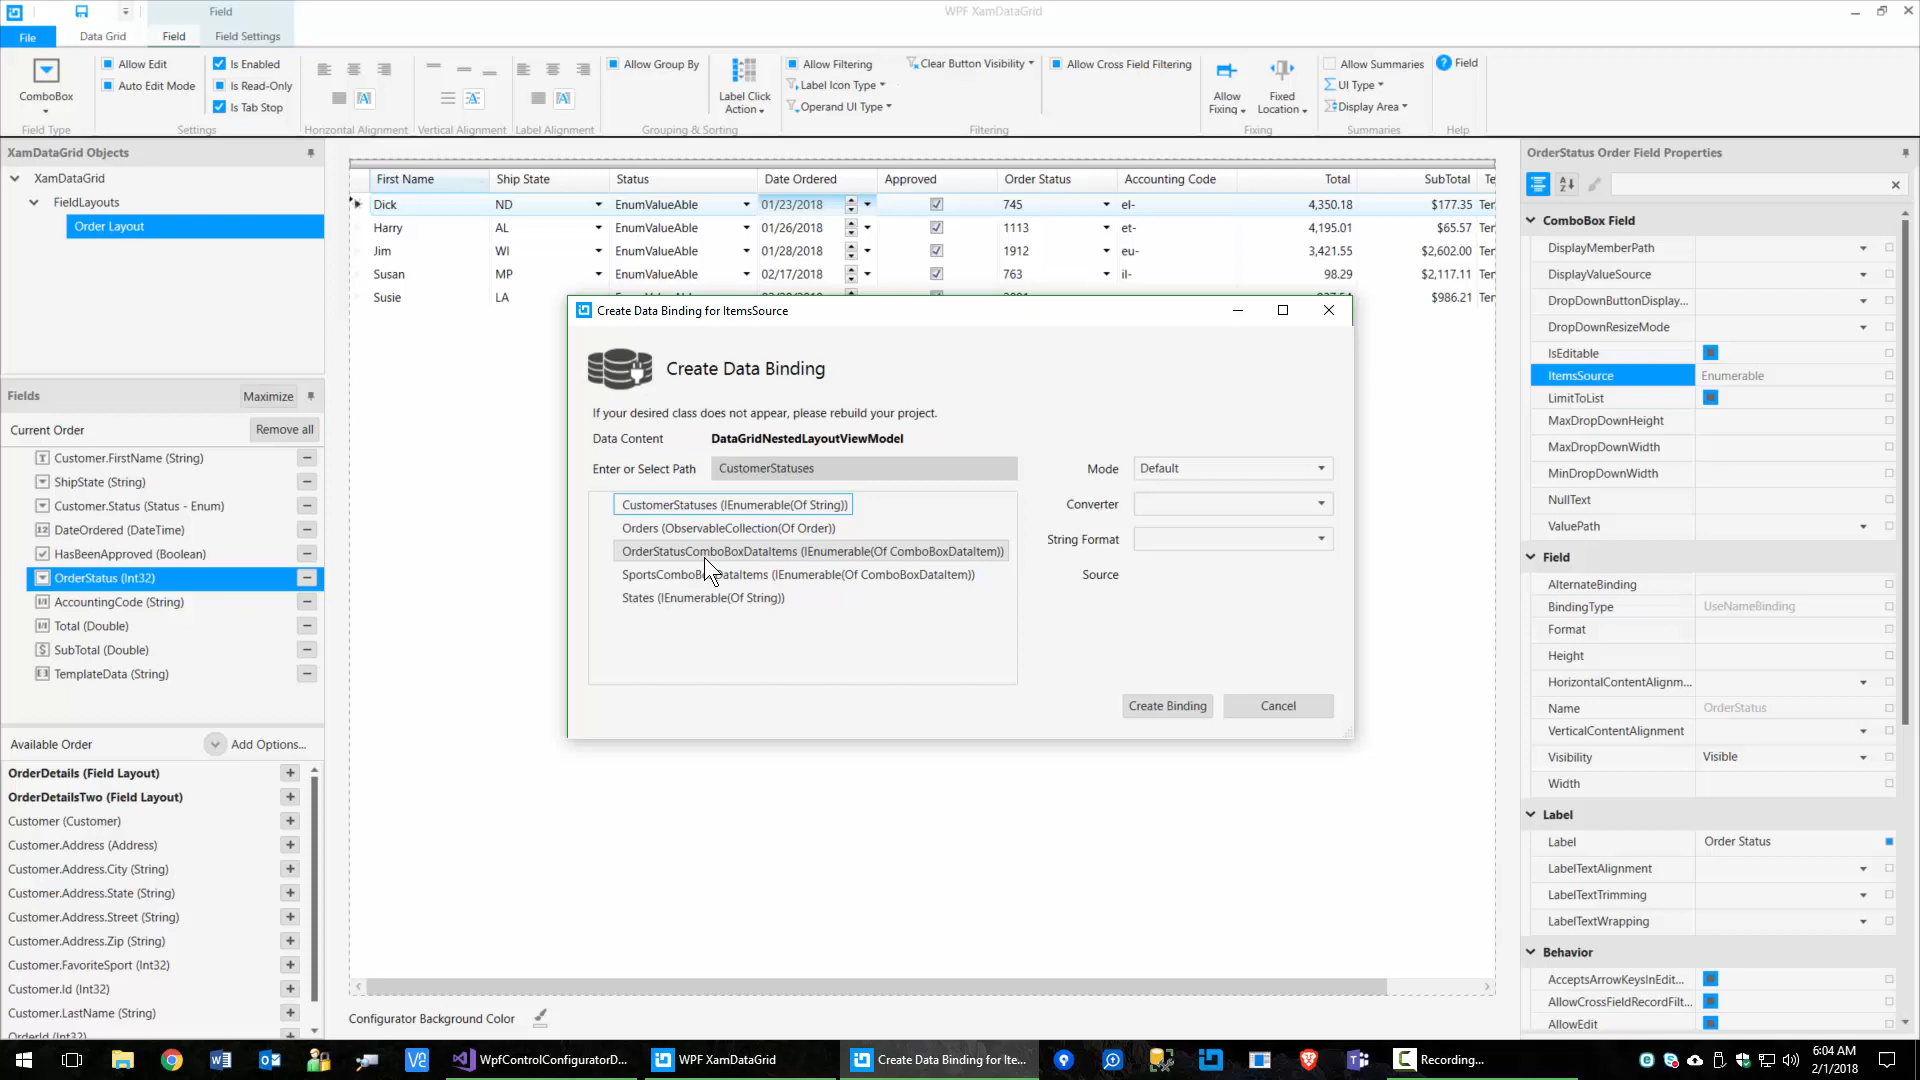 Field
WPF XamDataGrid
File
Data Grid
Field
Field Settings
ComboBox
Field Type
Allow Edit
Auto Edit Mode
Is Enabled
Is Read-Only
Is Tab Stop
Settings
Horizontal Alignment
Vertical Alignment
Label Alignment
Allow Group By
Label Click
Action
Grouping & Sorting
Allow Filtering
Label Icon Type
Operand UI Type
Clear Button Visibility
Allow Cross Field Filtering
Filtering
Allow
Fixing
Fixed
Location
Fixing
Allow Summaries
UI Type
Display Area
Summaries
Field
Help
XamDataGrid Objects
XamDataGrid
FieldLayouts
Order Layout
Fields
Maximize
Current Order
Remove all
Customer.FirstName (String)
ShipState (String)
Customer.Status (Status - Enum)
DateOrdered (DateTime)
HasBeenApproved (Boolean)
OrderStatus (Int32)
AccountingCode (String)
Total (Double)
SubTotal (Double)
TemplateData (String)
Available Order
Add Options...
OrderDetails (Field Layout)
OrderDetailsTwo (Field Layout)
Customer (Customer)
Customer.Address (Address)
Customer.Address.City (String)
Customer.Address.State (String)
Customer.Address.Street (String)
Customer.Address.Zip (String)
Customer.FavoriteSport (Int32)
Customer.Id (Int32)
Customer.LastName (String)
OrderId (Int32)
First Name Ship State Status Date Ordered Approved Order Status Accounting Code Total SubTotal Te
Dick ND EnumValueAble 01/23/2018 745 el- 4,350.18 $177.35 Ter
Harry AL EnumValueAble 01/26/2018 1113 et- 4,195.01 $65.57 Ter
Jim WI EnumValueAble 01/28/2018 1912 eu- 3,421.55 $2,602.00 Ter
Susan MP EnumValueAble 02/17/2018 763 il- 98.29 $2,117.11 Ter
Susie LA $986.21 Ter
Create Data Binding for ItemsSource
Create Data Binding
If your desired class does not appear, please rebuild your project.
Data Content DataGridNestedLayoutViewModel
Enter or Select Path CustomerStatuses
CustomerStatuses (IEnumerable(Of String))
Orders (ObservableCollection(Of Order))
OrderStatusComboBoxDataItems (IEnumerable(Of ComboBoxDataItem))
SportsComboBoxDataItems (IEnumerable(Of ComboBoxDataItem))
States (IEnumerable(Of String))
Mode Default
Converter
String Format
Source
Create Binding
Cancel
Configurator Background Color
OrderStatus Order Field Properties
A
Z
ComboBox Field
DisplayMemberPath
DisplayValueSource
DropDownButtonDisplay...
DropDownResizeMode
IsEditable
ItemsSource Enumerable
LimitToList
MaxDropDownHeight
MaxDropDownWidth
MinDropDownWidth
NullText
ValuePath
Field
AlternateBinding
BindingType UseNameBinding
Format
Height
HorizontalContentAlignm...
Name OrderStatus
VerticalContentAlignment
Visibility Visible
Width
Label
Label Order Status
LabelTextAlignment
LabelTextTrimming
LabelTextWrapping
Behavior
AcceptsArrowKeysInEdit...
AllowCrossFieldRecordFilt...
AllowEdit
WpfControlConfiguratorD...
WPF XamDataGrid
Create Data Binding for Ite...
Recording...
6:04 AM
2/1/2018